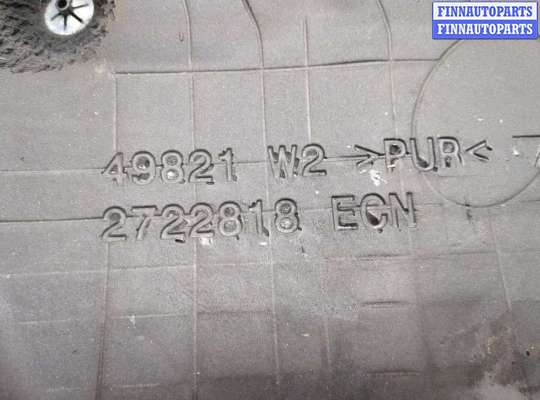 FINNAUTOPARTS
FINNAUTOPARTS
49821 W2 >PUR<
2722818 ECN